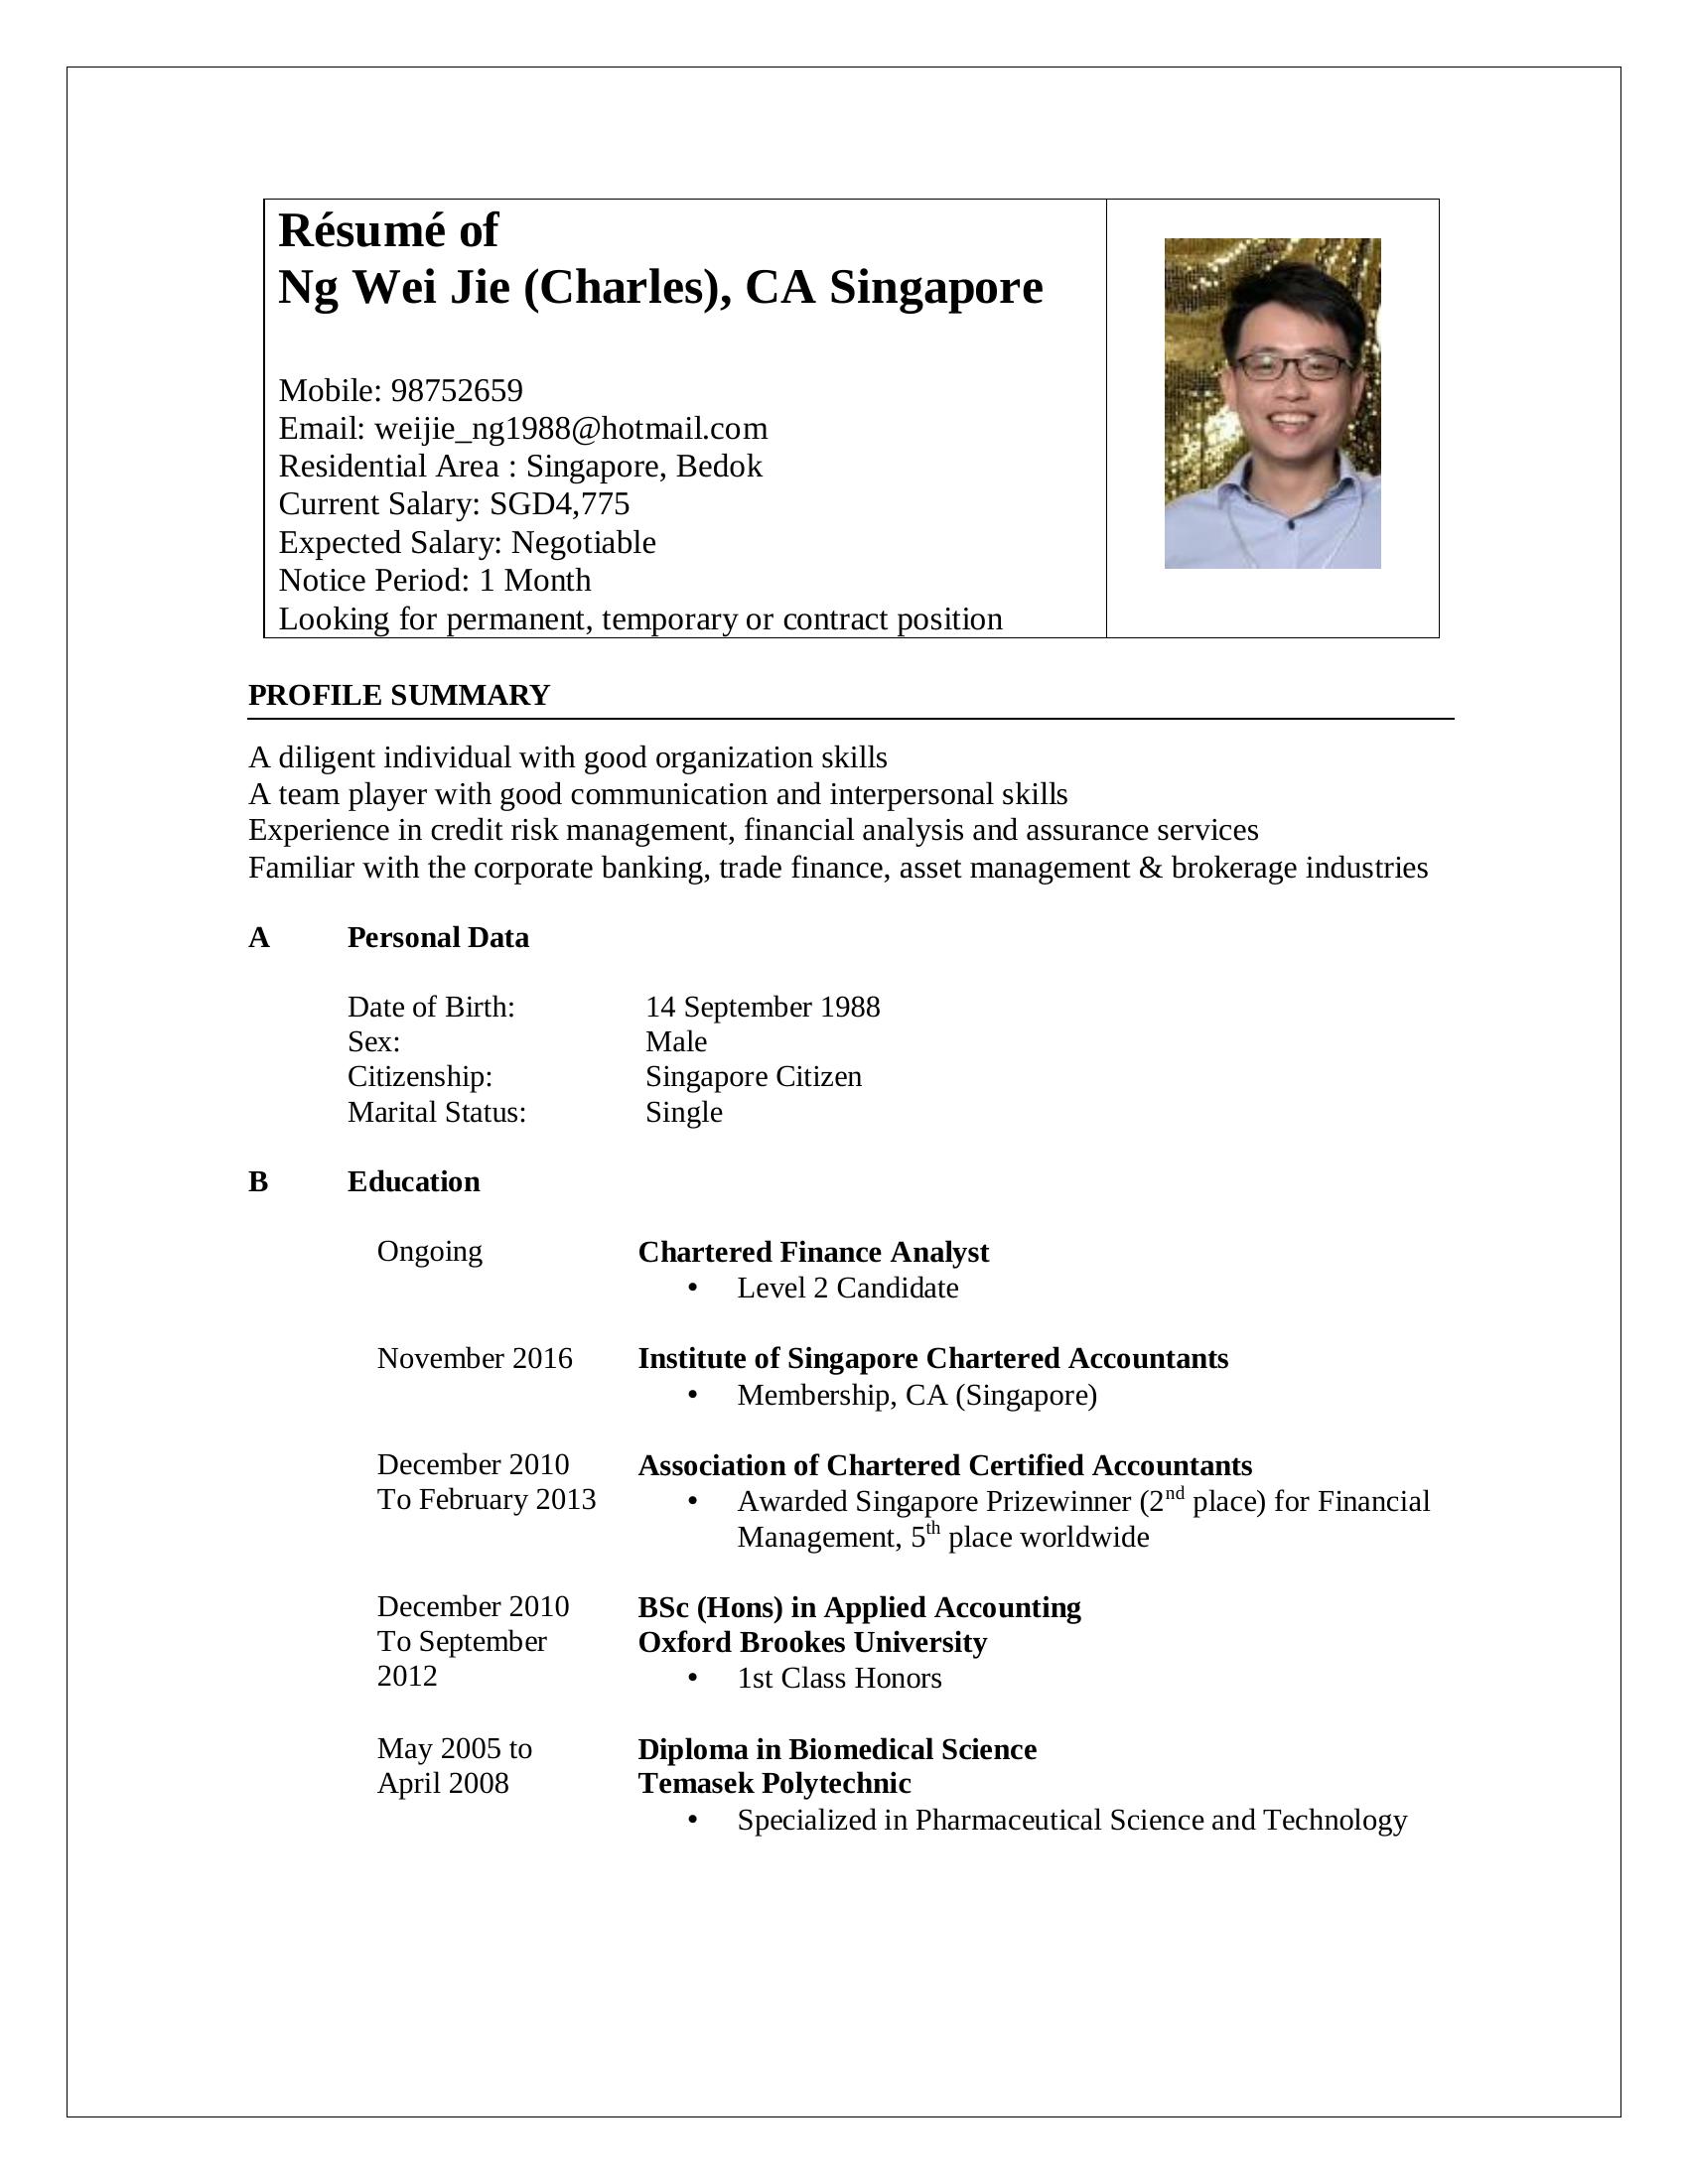 Résumé of
Ng Wei Jie (Charles), CA Singapore
Mobile: 98752659
Email: weijie_ng1988@hotmail.com
Residential Area : Singapore, Bedok
Current Salary: SGD4,775
Expected Salary: Negotiable
Notice Period: 1 Month
Looking for permanent, temporary or contract position
PROFILE SUMMARY
A diligent individual with good organization skills
A team player with good communication and interpersonal skills
Experience in credit risk management, financial analysis and assurance services
Familiar with the corporate banking, trade finance, asset management & brokerage industries
A Personal Data
Date of Birth: 14 September 1988
Sex: Male
Citizenship: Singapore Citizen
Marital Status: Single
B Education
Ongoing Chartered Finance Analyst
• Level 2 Candidate
November 2016 Institute of Singapore Chartered Accountants
• Membership, CA (Singapore)
December 2010 Association of Chartered Certified Accountants
To February 2013 • Awarded Singapore Prizewinner (2nd place) for Financial
Management, 5th place worldwide
December 2010 BSc (Hons) in Applied Accounting
To September Oxford Brookes University
2012 • 1st Class Honors
May 2005 to Diploma in Biomedical Science
April 2008 Temasek Polytechnic
• Specialized in Pharmaceutical Science and Technology